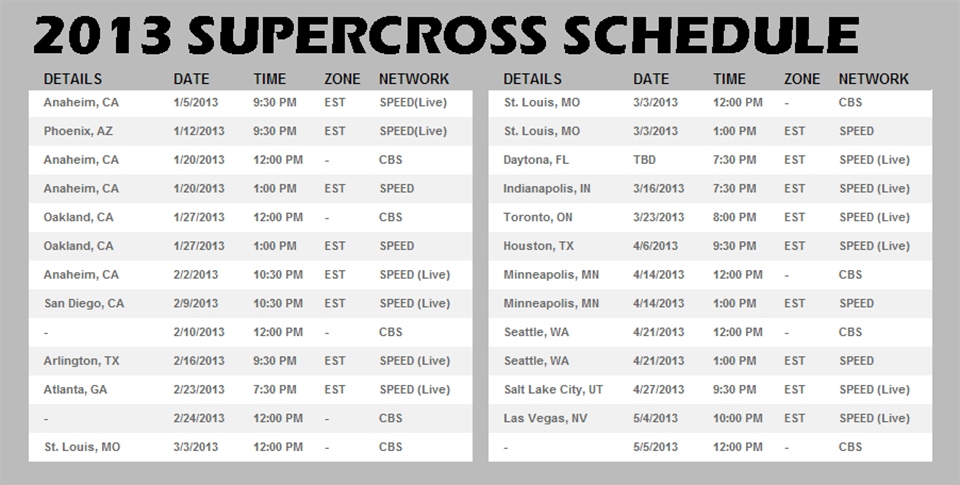 2013 SUPERCROSS SCHEDULE
DETAILS DATE TIME ZONE NETWORK
Anaheim, CA 1/5/2013 9:30 PM EST SPEED(Live)
Phoenix, AZ 1/12/2013 9:30 PM EST SPEED(Live)
Anaheim, CA 1/20/2013 12:00 PM - CBS
Anaheim, CA 1/20/2013 1:00 PM EST SPEED
Oakland, CA 1/27/2013 12:00 PM - CBS
Oakland, CA 1/27/2013 1:00 PM EST SPEED
Anaheim, CA 2/2/2013 10:30 PM EST SPEED (Live)
San Diego, CA 2/9/2013 10:30 PM EST SPEED (Live)
- 2/10/2013 12:00 PM - CBS
Arlington, TX 2/16/2013 9:30 PM EST SPEED (Live)
Atlanta, GA 2/23/2013 7:30 PM EST SPEED (Live)
- 2/24/2013 12:00 PM - CBS
St. Louis, MO 3/3/2013 12:00 PM - CBS
DETAILS DATE TIME ZONE NETWORK
St. Louis, MO 3/3/2013 12:00 PM - CBS
St. Louis, MO 3/3/2013 1:00 PM EST SPEED
Daytona, FL TBD 7:30 PM EST SPEED (Live)
Indianapolis, IN 3/16/2013 7:30 PM EST SPEED (Live)
Toronto, ON 3/23/2013 8:00 PM EST SPEED (Live)
Houston, TX 4/6/2013 9:30 PM EST SPEED (Live)
Minneapolis, MN 4/14/2013 12:00 PM - CBS
Minneapolis, MN 4/14/2013 1:00 PM EST SPEED
Seattle, WA 4/21/2013 12:00 PM - CBS
Seattle, WA 4/21/2013 1:00 PM EST SPEED
Salt Lake City, UT 4/27/2013 9:30 PM EST SPEED (Live)
Las Vegas, NV 5/4/2013 10:00 PM EST SPEED (Live)
- 5/5/2013 12:00 PM - CBS